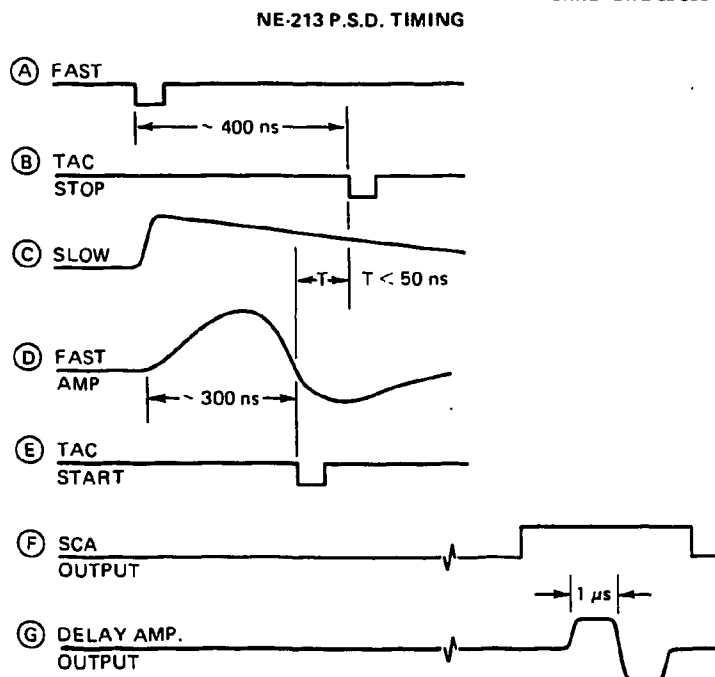 NE-213 P.S.D. TIMING
A FAST
~ 400 ns
B TAC
STOP
C SLOW
T T < 50 ns
D FAST
AMP
~ 300 ns
E TAC
START
F SCA
OUTPUT
1 μs
G DELAY AMP.
OUTPUT